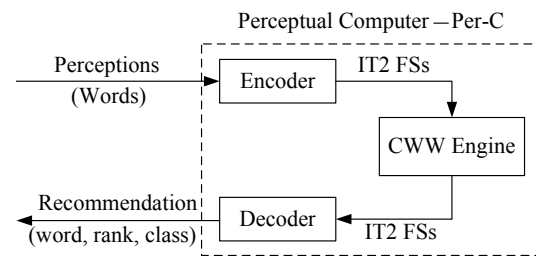 Perceptual Computer – Per-C
Perceptions
(Words)
Encoder
IT2 FSs
CWW Engine
Recommendation
(word, rank, class)
Decoder
IT2 FSs